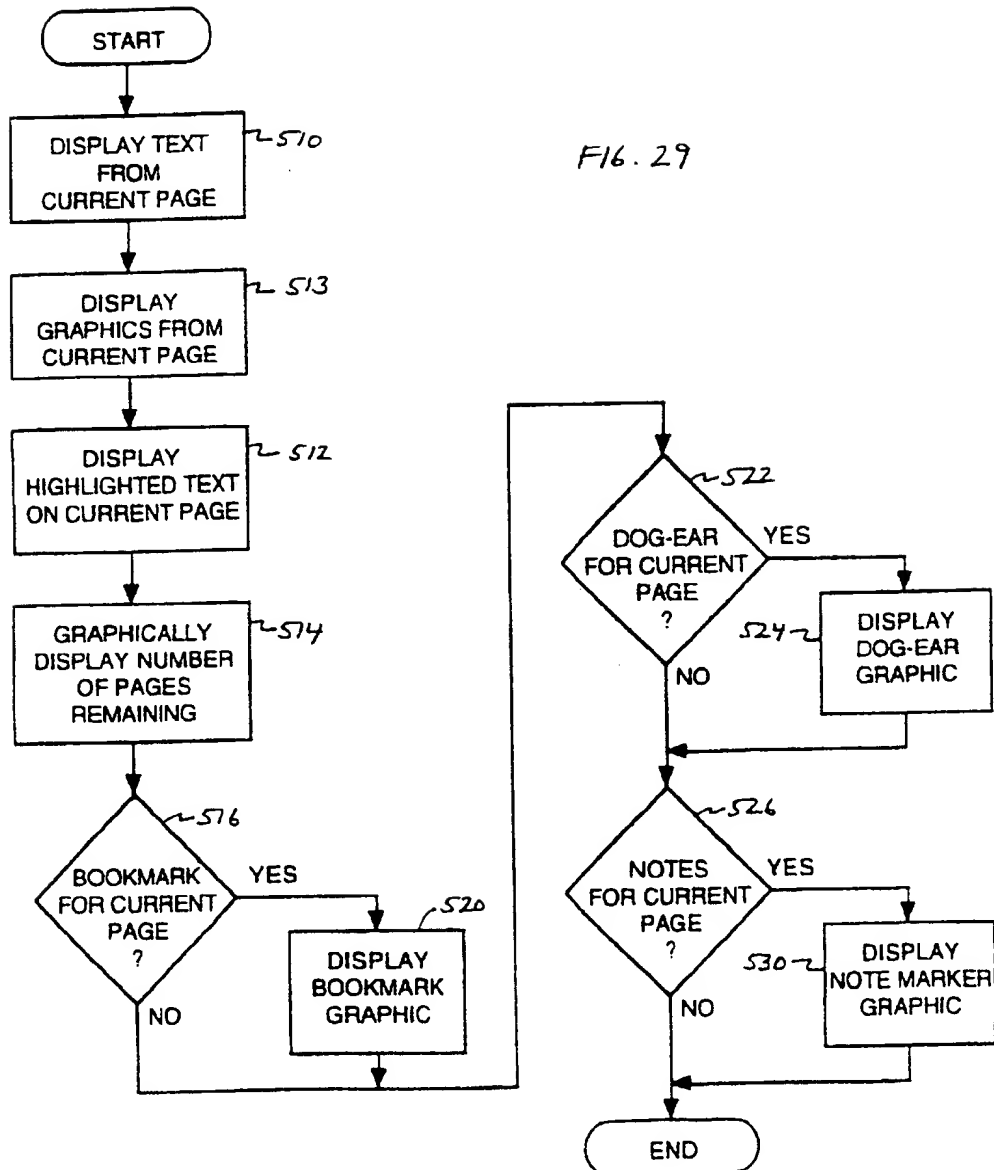 START
DISPLAY TEXT
FROM
CURRENT PAGE
510
FIG. 29
DISPLAY
GRAPHICS FROM
CURRENT PAGE
513
DISPLAY
HIGHLIGHTED TEXT
ON CURRENT PAGE
512
GRAPHICALLY
DISPLAY NUMBER
OF PAGES
REMAINING
514
BOOKMARK
FOR CURRENT
PAGE
?
516
YES
NO
DISPLAY
BOOKMARK
GRAPHIC
520
DOG-EAR
FOR CURRENT
PAGE
?
522
YES
NO
DISPLAY
DOG-EAR
GRAPHIC
524
NOTES
FOR CURRENT
PAGE
?
526
YES
NO
DISPLAY
NOTE MARKER
GRAPHIC
530
END